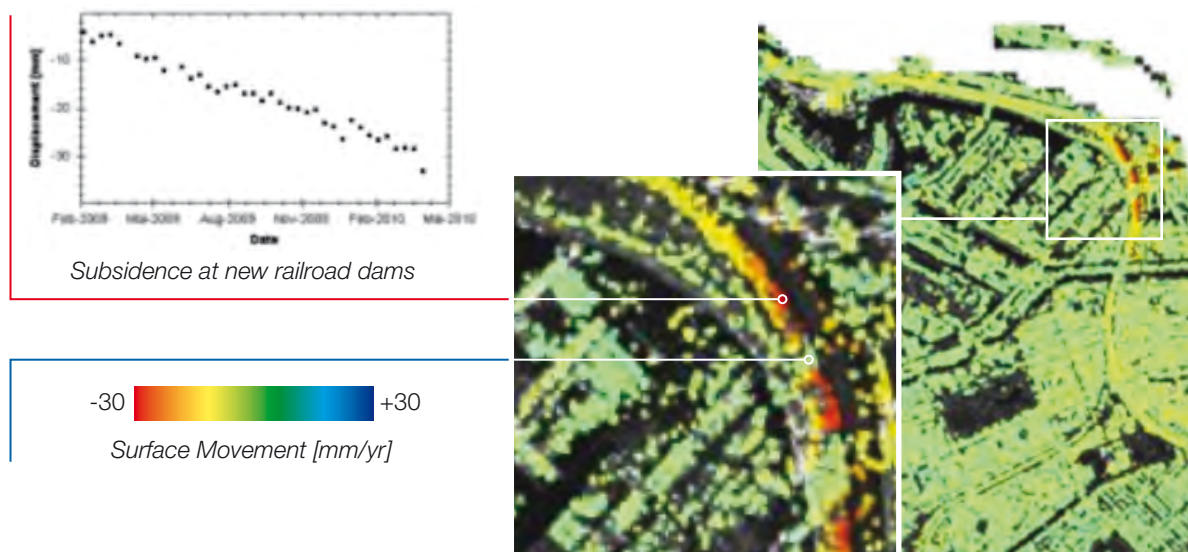 Displacement [mm]
-10
-20
-30
Feb-2009 Mai-2009 Aug-2009 Nov-2009 Feb-2010 Mai-2010
Date
Subsidence at new railroad dams
-30 +30
Surface Movement [mm/yr]